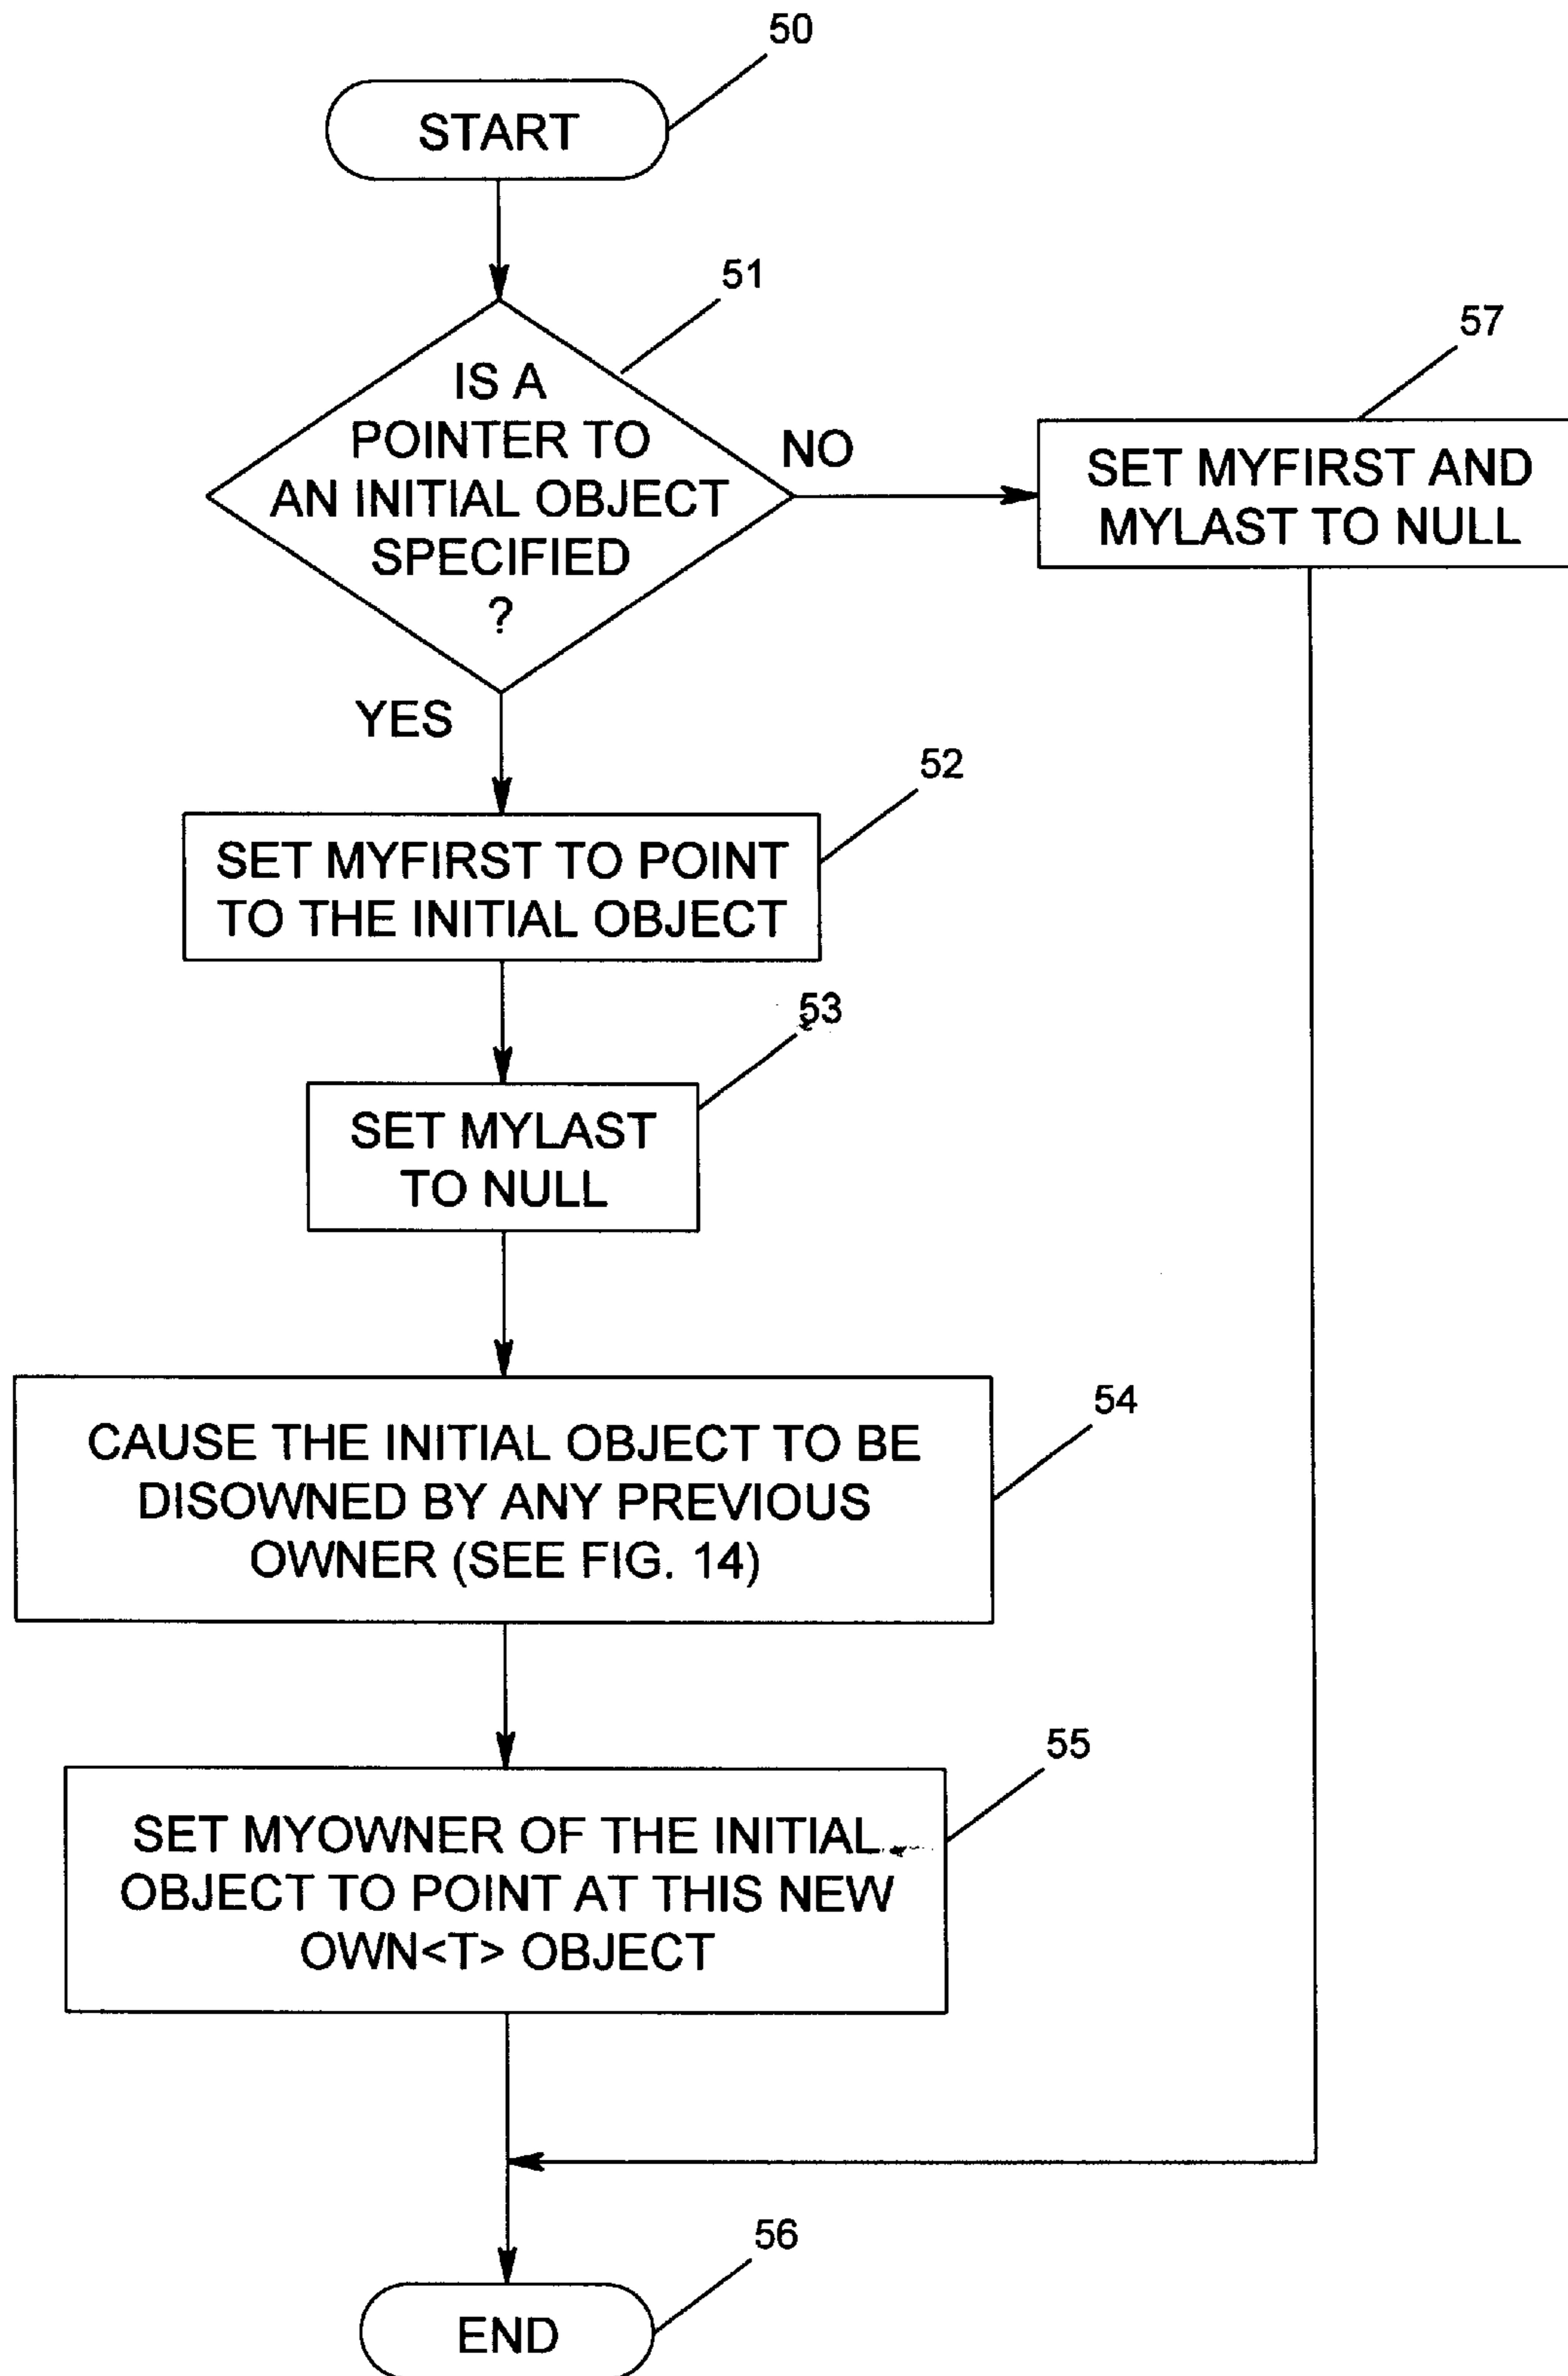 50
START
51
IS A
POINTER TO
AN INITIAL OBJECT
SPECIFIED
?
NO
57
SET MYFIRST AND
MYLAST TO NULL
YES
52
SET MYFIRST TO POINT
TO THE INITIAL OBJECT
53
SET MYLAST
TO NULL
54
CAUSE THE INITIAL OBJECT TO BE
DISOWNED BY ANY PREVIOUS
OWNER (SEE FIG. 14)
55
SET MYOWNER OF THE INITIAL
OBJECT TO POINT AT THIS NEW
OWN<T> OBJECT
56
END